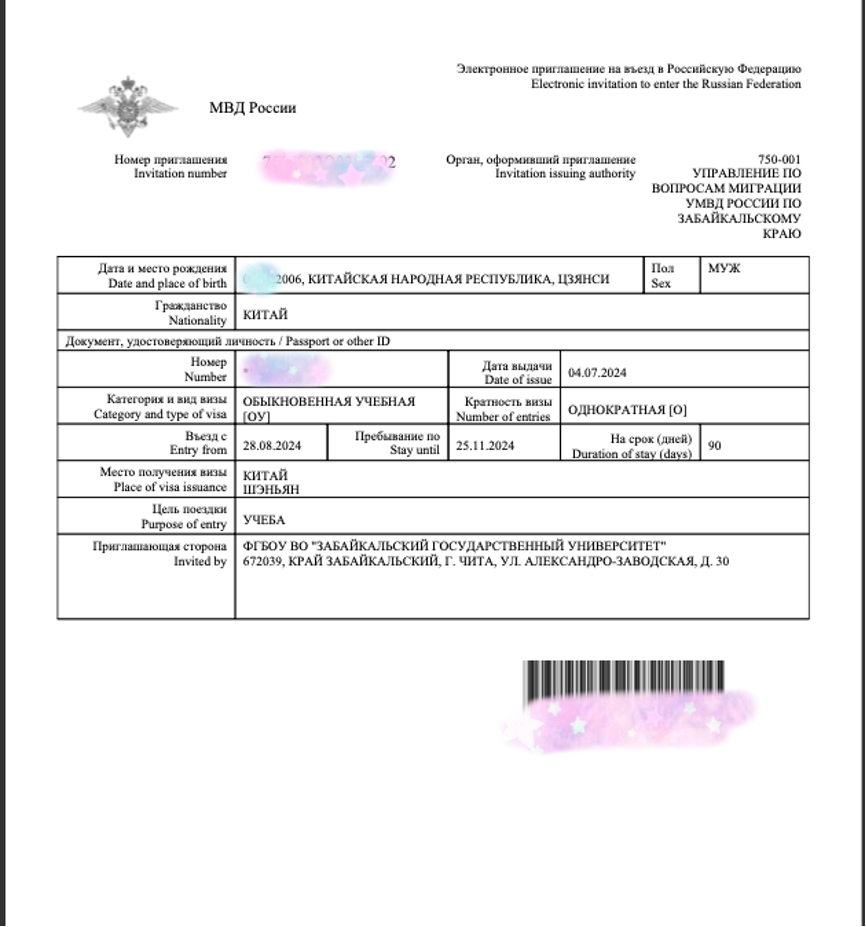 Электронное приглашение на въезд в Российскую Федерацию
Electronic invitation to enter the Russian Federation
МВД России
Номер приглашения
Invitation number
Орган, оформивший приглашение
Invitation issuing authority
750-001
УПРАВЛЕНИЕ ПО
ВОПРОСАМ МИГРАЦИИ
УМВД РОССИИ ПО
ЗАБАЙКАЛЬСКОМУ
КРАЮ
Дата и место рождения
Date and place of birth
2006, КИТАЙСКАЯ НАРОДНАЯ РЕСПУБЛИКА, ЦЗЯНСИ
Пол
Sex
МУЖ
Гражданство
Nationality
КИТАЙ
Документ, удостоверяющий личность / Passport or other ID
Номер
Number
Дата выдачи
Date of issue
04.07.2024
Категория и вид визы
Category and type of visa
ОБЫКНОВЕННАЯ УЧЕБНАЯ
[ОУ]
Кратность визы
Number of entries
ОДНОКРАТНАЯ [О]
Въезд с
Entry from
28.08.2024
Пребывание по
Stay until
25.11.2024
На срок (дней)
Duration of stay (days)
90
Место получения визы
Place of visa issuance
КИТАЙ
ШЭНЬЯН
Цель поездки
Purpose of entry
УЧЕБА
Приглашающая сторона
Invited by
ФГБОУ ВО "ЗАБАЙКАЛЬСКИЙ ГОСУДАРСТВЕННЫЙ УНИВЕРСИТЕТ"
672039, КРАЙ ЗАБАЙКАЛЬСКИЙ, Г. ЧИТА, УЛ. АЛЕКСАНДРО-ЗАВОДСКАЯ, Д. 30